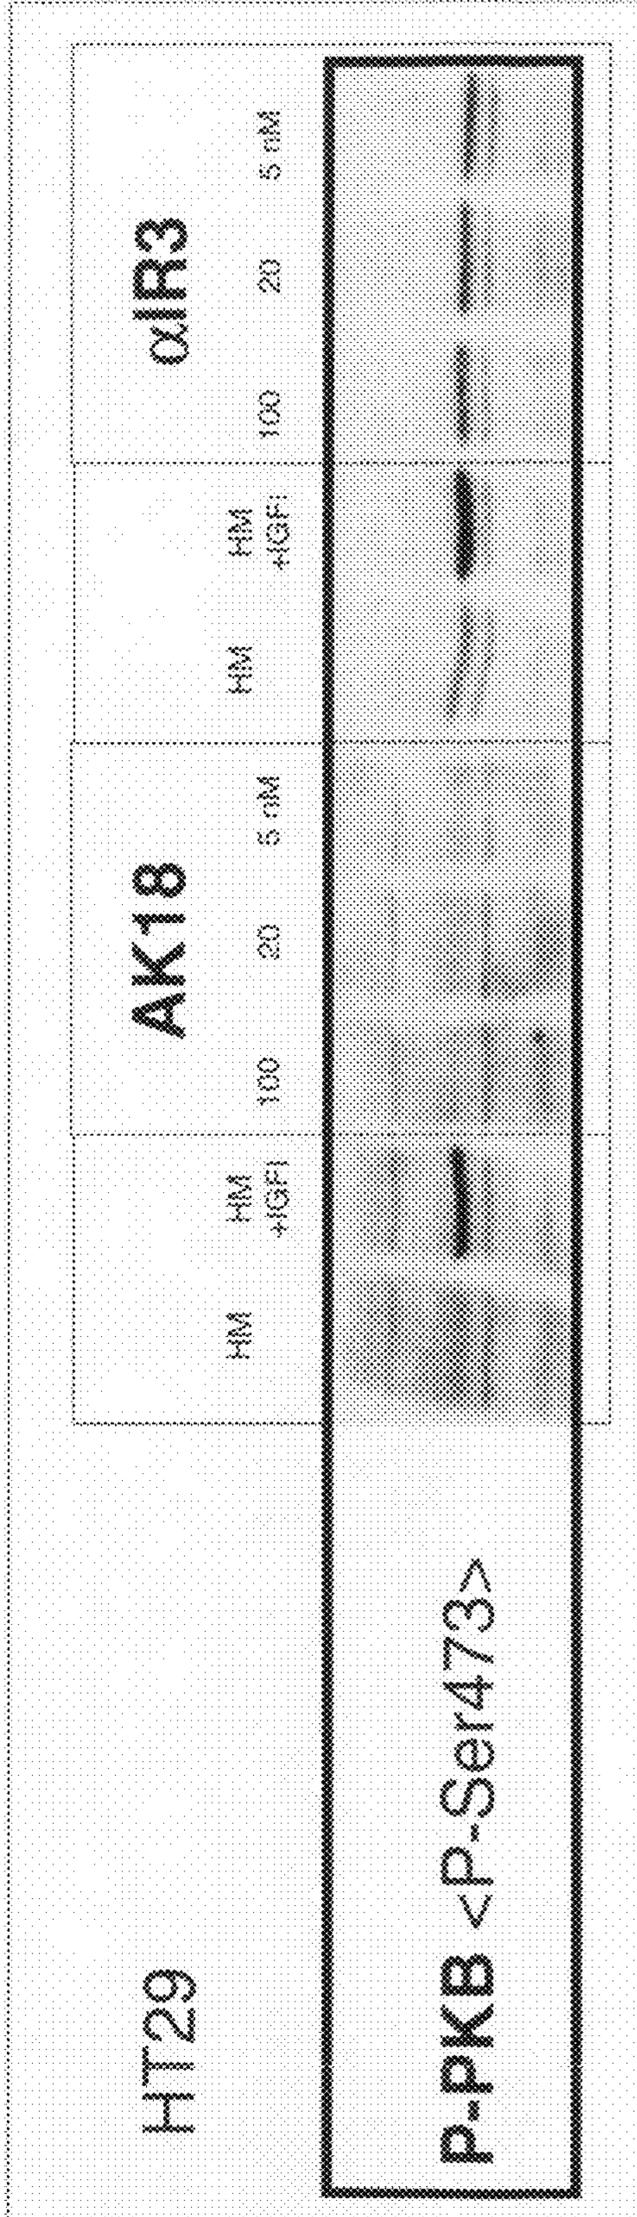 HT29
AK18
αIR3
HM
HM
+IGFI
100
20
5 nM
HM
HM
+IGFI
100
20
5 nM
P-PKB <P-Ser473>